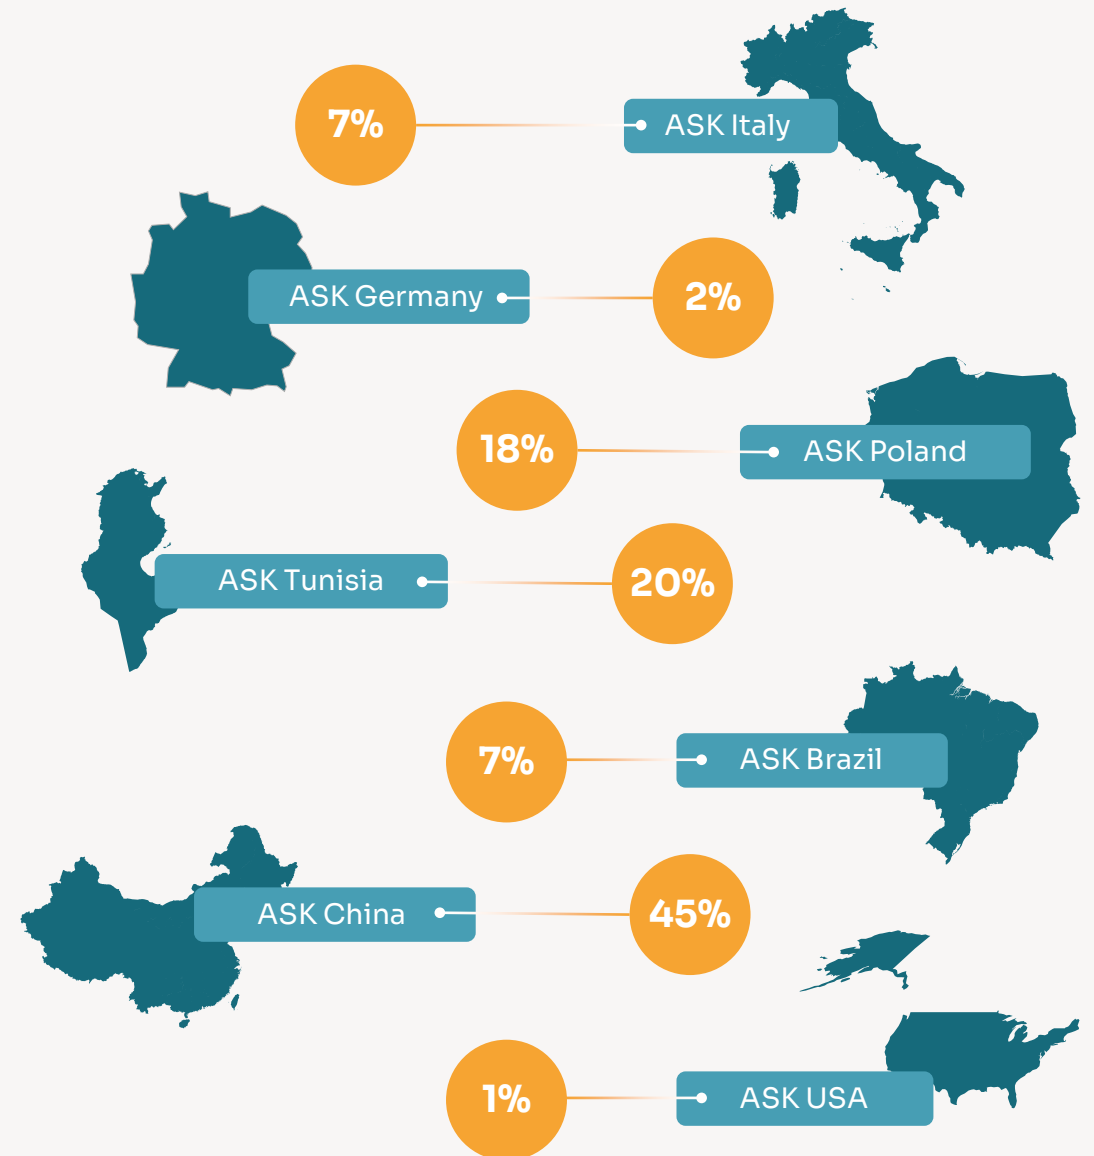 7%
ASK Italy
ASK Germany
2%
18%
ASK Poland
ASK Tunisia
20%
7%
ASK Brazil
ASK China
45%
1%
ASK USA